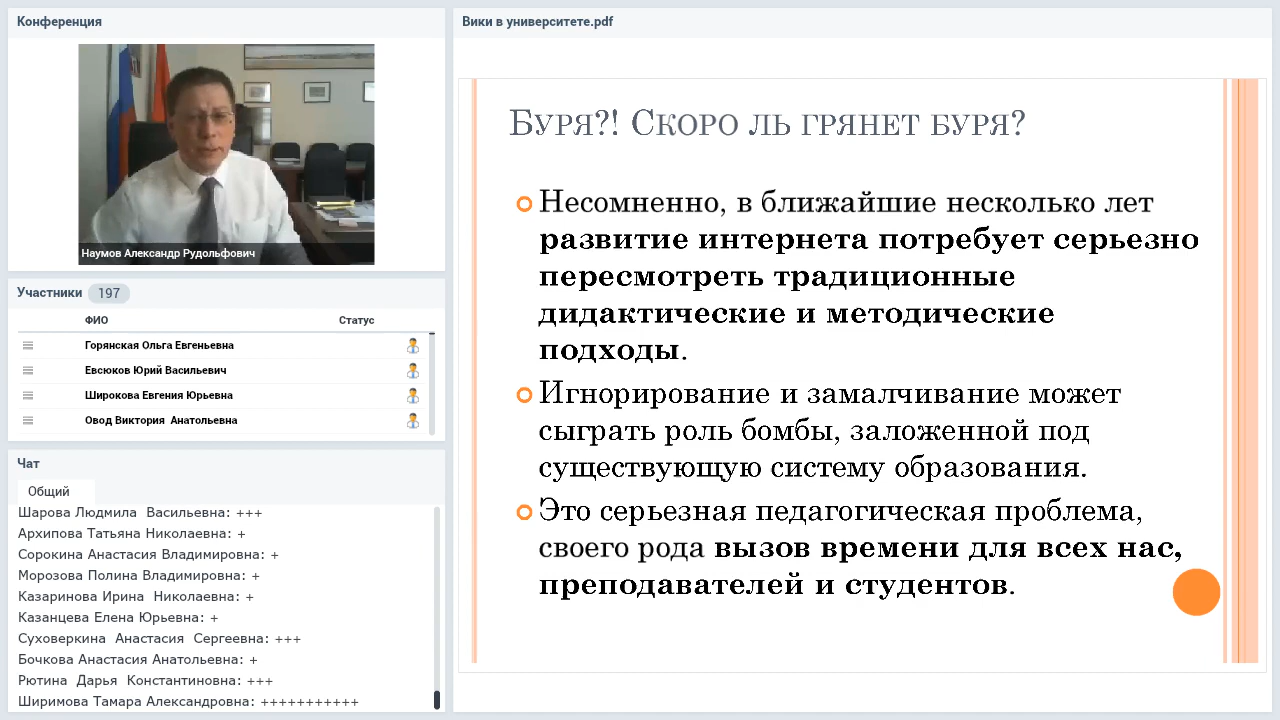 Конференция
Наумов Александр Рудольфович
Участники 197
ФИО Статус
Горянская Ольга Евгеньевна
Евсюков Юрий Васильевич
Широкова Евгения Юрьевна
Овод Виктория Анатольевна
Чат
Общий
Шарова Людмила Васильевна: +++
Архипова Татьяна Николаевна: +
Сорокина Анастасия Владимировна: +
Морозова Полина Владимировна: +
Казаринова Ирина Николаевна: +
Казанцева Елена Юрьевна: +
Суховеркина Анастасия Сергеевна: +++
Бочкова Анастасия Анатольевна: +
Рютина Дарья Константиновна: +++
Ширимова Тамара Александровна: +++++++++++
Вики в университете.pdf
Буря?! Скоро ль грянет буря?
Несомненно, в ближайшие несколько лет
развитие интернета потребует серьезно
пересмотреть традиционные
дидактические и методические
подходы.
Игнорирование и замалчивание может
сыграть роль бомбы, заложенной под
существующую систему образования.
Это серьезная педагогическая проблема,
своего рода вызов времени для всех нас,
преподавателей и студентов.